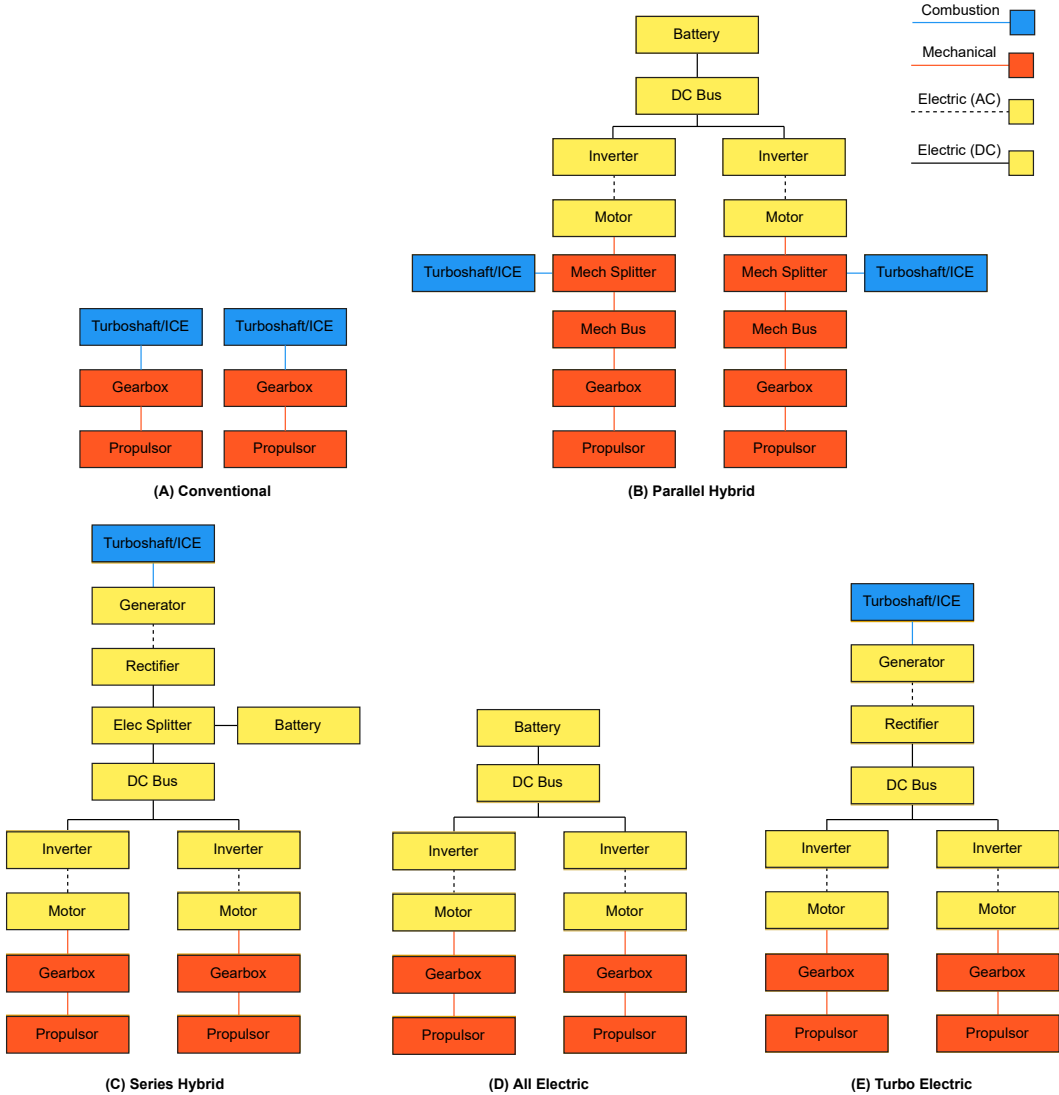 Combustion
Mechanical
Electric (AC)
Electric (DC)
Battery
DC Bus
Inverter
Inverter
Motor
Motor
Turboshaft/ICE
Mech Splitter
Mech Splitter
Turboshaft/ICE
Mech Bus
Mech Bus
Gearbox
Gearbox
Propulsor
Propulsor
(B) Parallel Hybrid
Turboshaft/ICE
Turboshaft/ICE
Gearbox
Gearbox
Propulsor
Propulsor
(A) Conventional
Turboshaft/ICE
Generator
Rectifier
Elec Splitter
Battery
DC Bus
Inverter
Inverter
Motor
Motor
Gearbox
Gearbox
Propulsor
Propulsor
(C) Series Hybrid
Battery
DC Bus
Inverter
Inverter
Motor
Motor
Gearbox
Gearbox
Propulsor
Propulsor
(D) All Electric
Turboshaft/ICE
Generator
Rectifier
DC Bus
Inverter
Inverter
Motor
Motor
Gearbox
Gearbox
Propulsor
Propulsor
(E) Turbo Electric